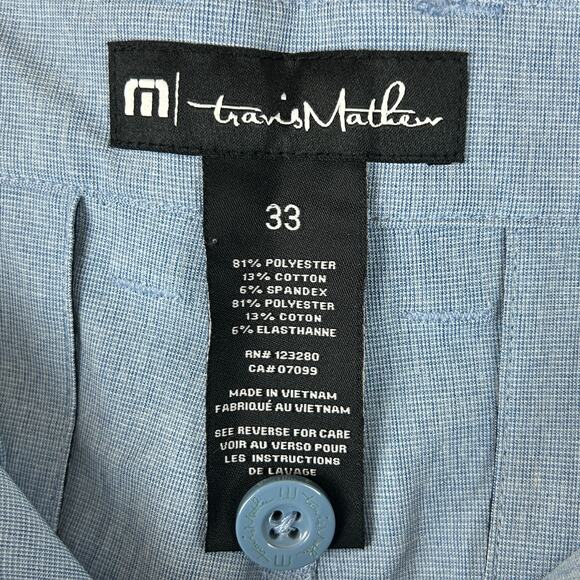 travisMathew
33
81% POLYESTER
13% COTTON
6% SPANDEX
81% POLYESTER
13% COTON
6% ELASTHANNE
RN# 123280
CA# 07099
MADE IN VIETNAM
FABRIQUÉ AU VIETNAM
SEE REVERSE FOR CARE
VOIR AU VERSO POUR
LES INSTRUCTIONS
DE LAVAGE
travisMathew